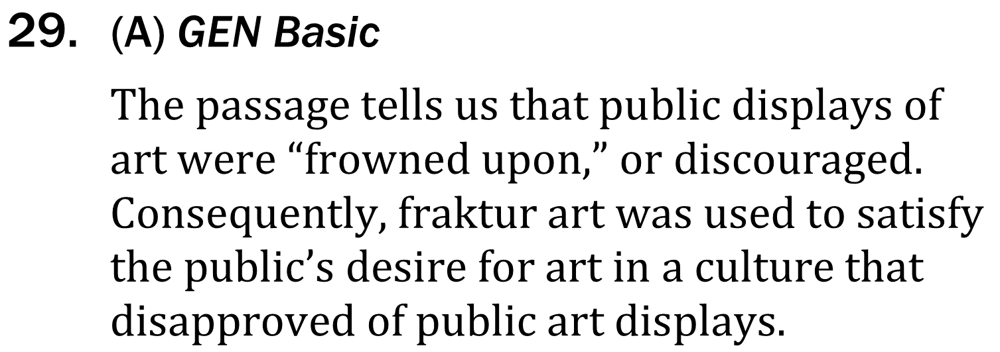 29. (A) GEN Basic
The passage tells us that public displays of
art were “frowned upon,” or discouraged.
Consequently, fraktur art was used to satisfy
the public’s desire for art in a culture that
disapproved of public art displays.